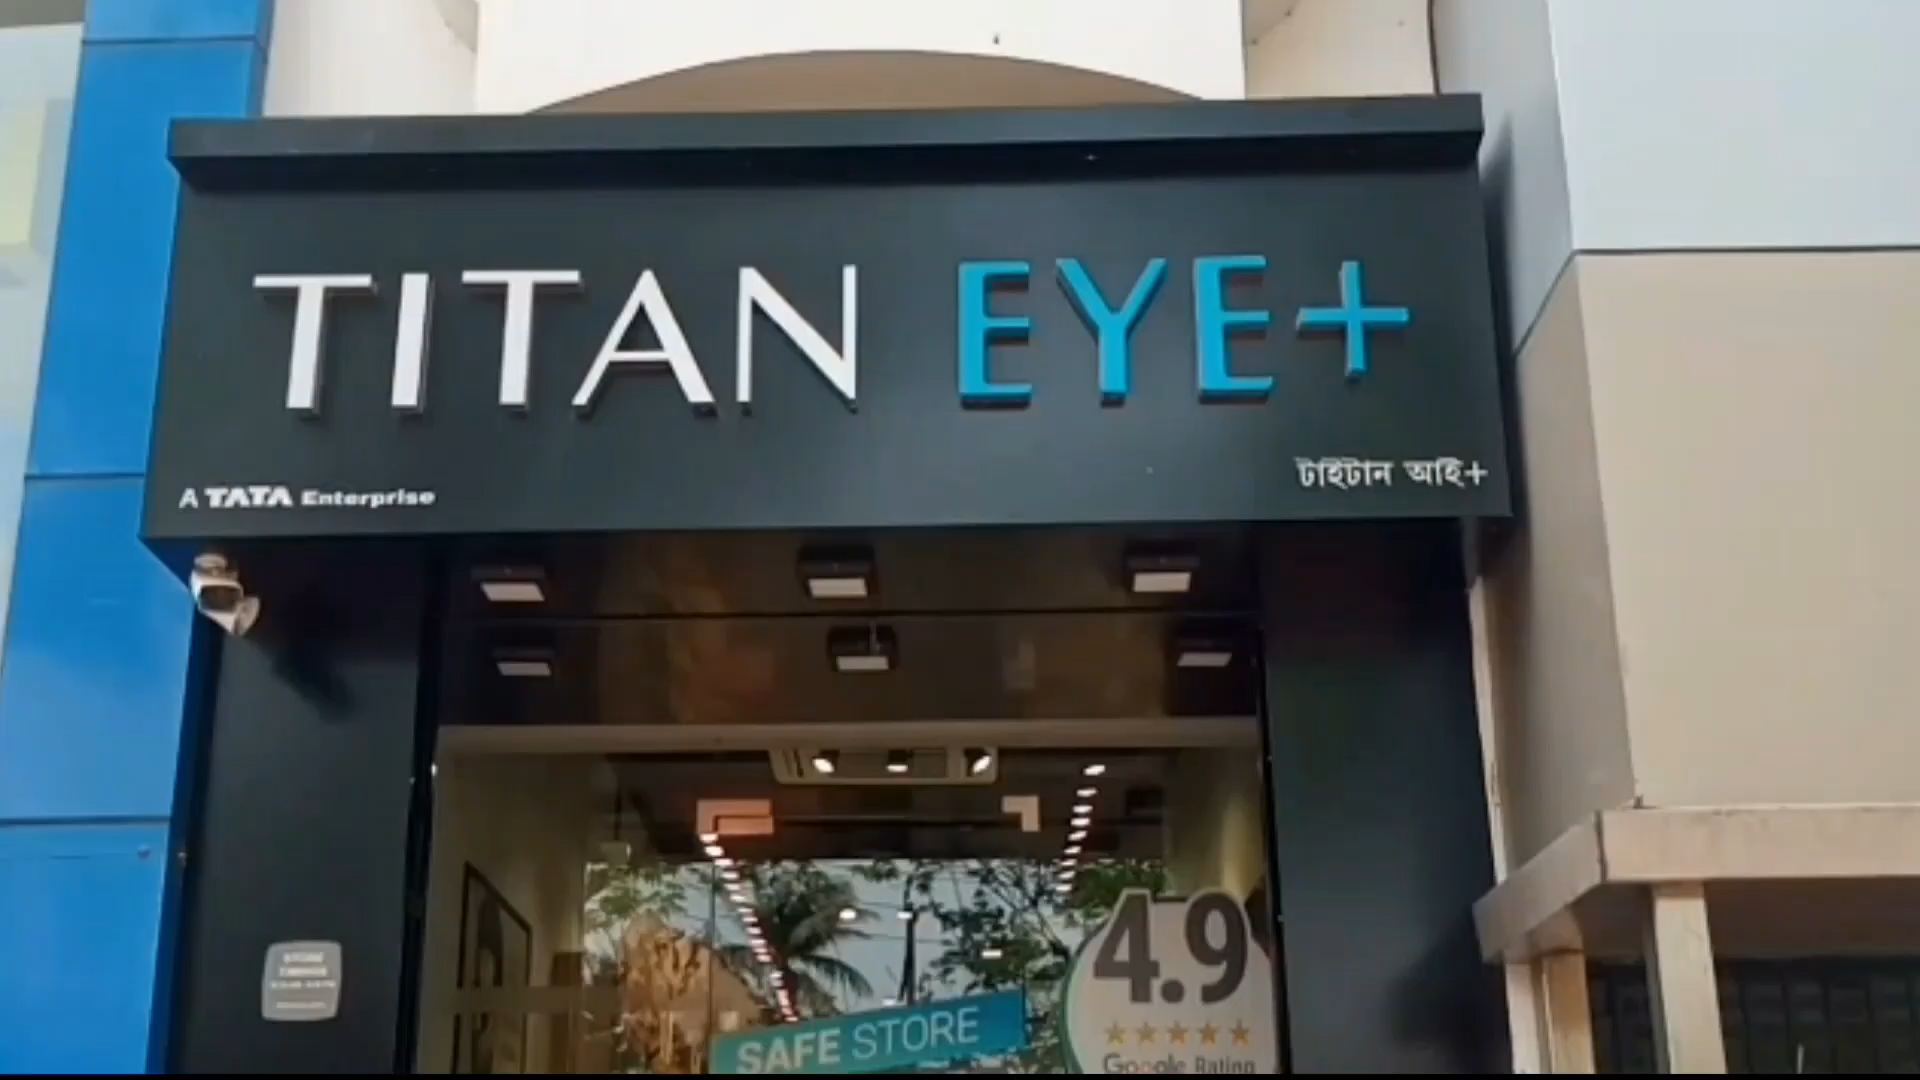 TITAN EYE+
A TATA Enterprise
টাইটান আই+
4.9
SAFE STORE
Google Rating